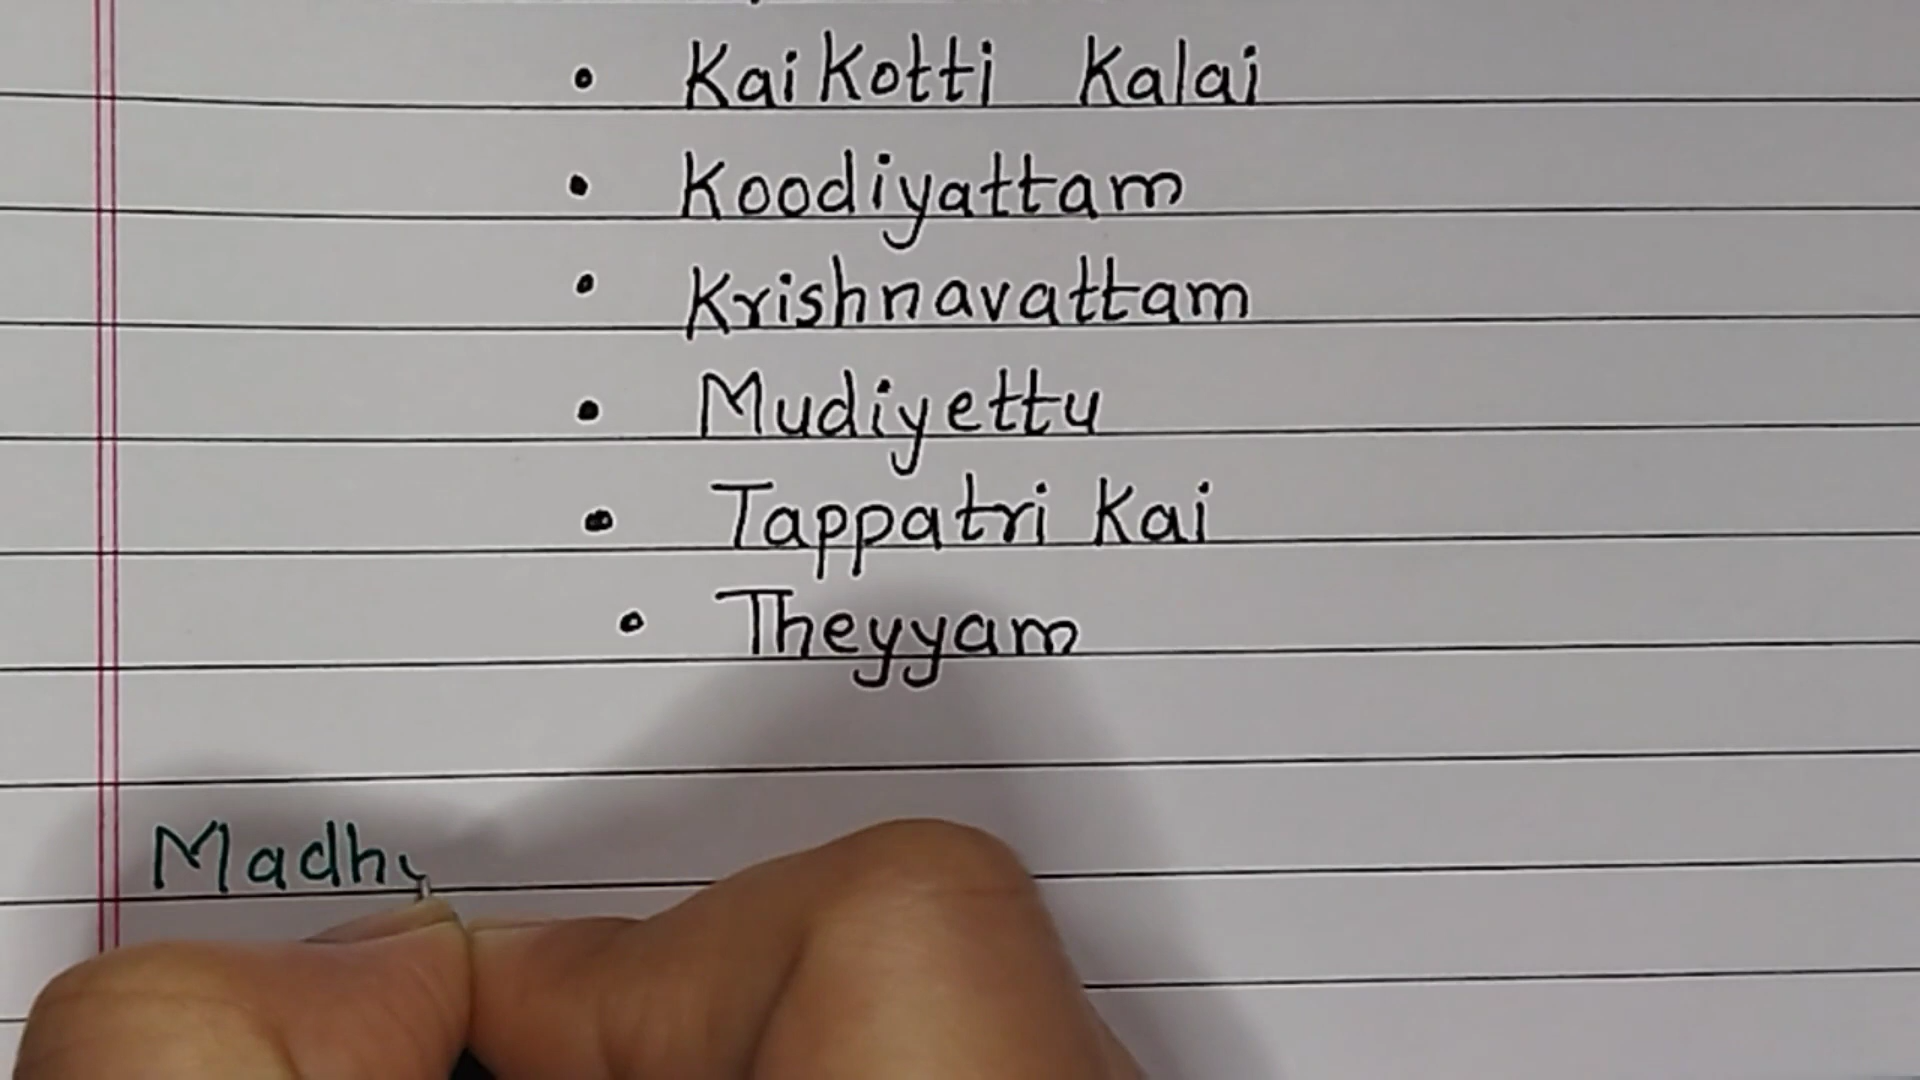 • Kai Kotti Kalai
• Koodiyattam
• Krishnavattam
• Mudiyettu
• Tappatri Kai
• Theyyam
Madhy